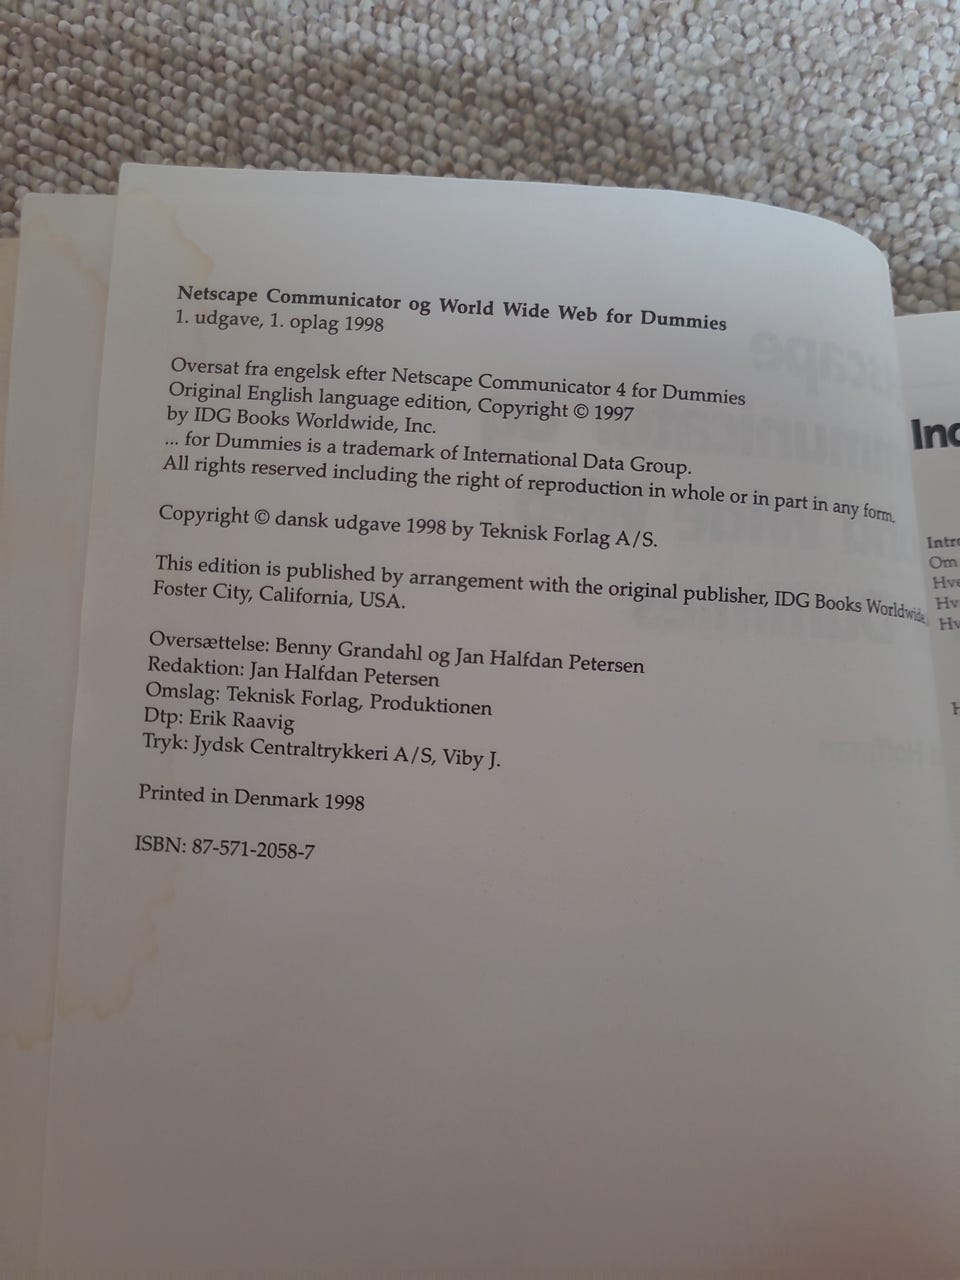 Netscape Communicator og World Wide Web for Dummies
1. udgave, 1. oplag 1998
Oversat fra engelsk efter Netscape Communicator 4 for Dummies
Original English language edition, Copyright © 1997
by IDG Books Worldwide, Inc.
... for Dummies is a trademark of International Data Group.
All rights reserved including the right of reproduction in whole or in part in any form.
Copyright © dansk udgave 1998 by Teknisk Forlag A/S.
This edition is published by arrangement with the original publisher, IDG Books Worldwide,
Foster City, California, USA.
Oversættelse: Benny Grandahl og Jan Halfdan Petersen
Redaktion: Jan Halfdan Petersen
Omslag: Teknisk Forlag, Produktionen
Dtp: Erik Raavig
Tryk: Jydsk Centraltrykkeri A/S, Viby J.
Printed in Denmark 1998
ISBN: 87-571-2058-7
Om